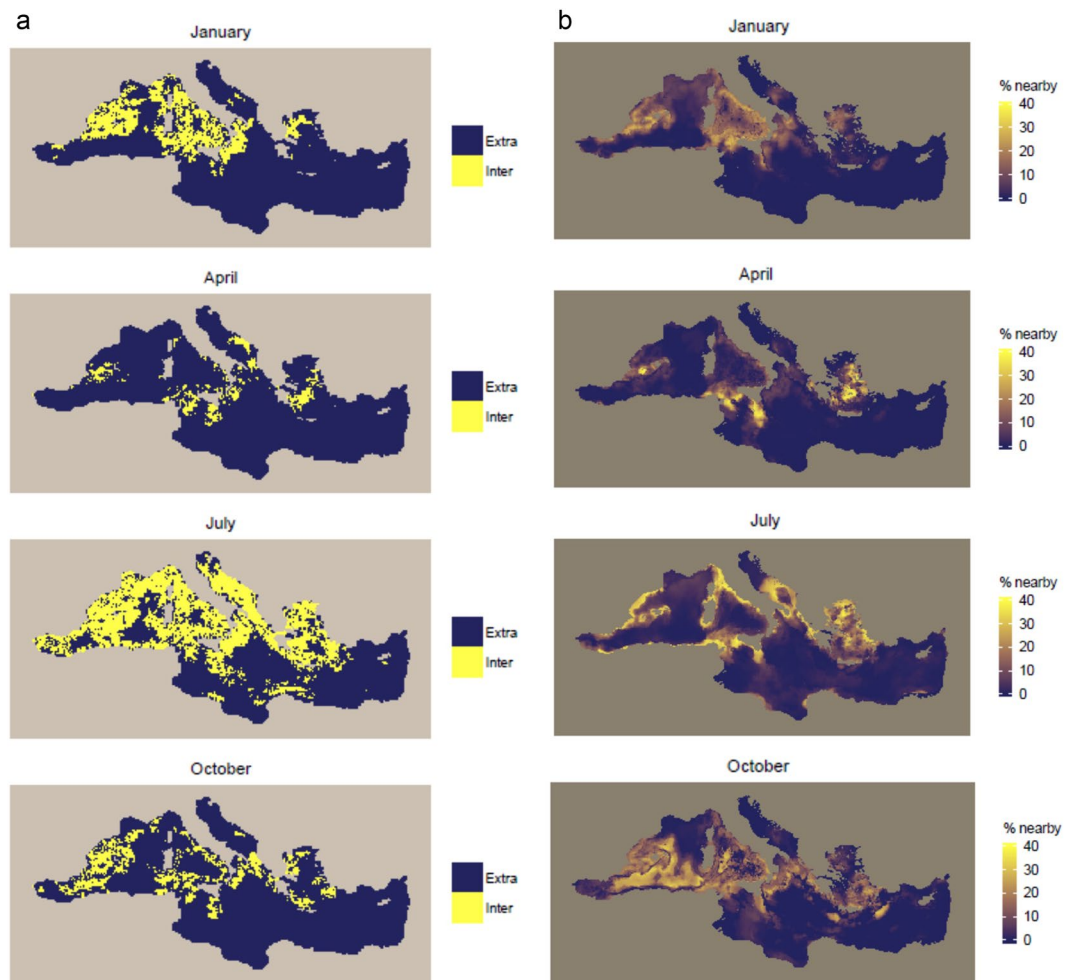 a
January
Extra
Inter
April
Extra
Inter
July
Extra
Inter
October
Extra
Inter
b
January
% nearby
40
30
20
10
0
April
% nearby
40
30
20
10
0
July
% nearby
40
30
20
10
0
October
% nearby
40
30
20
10
0